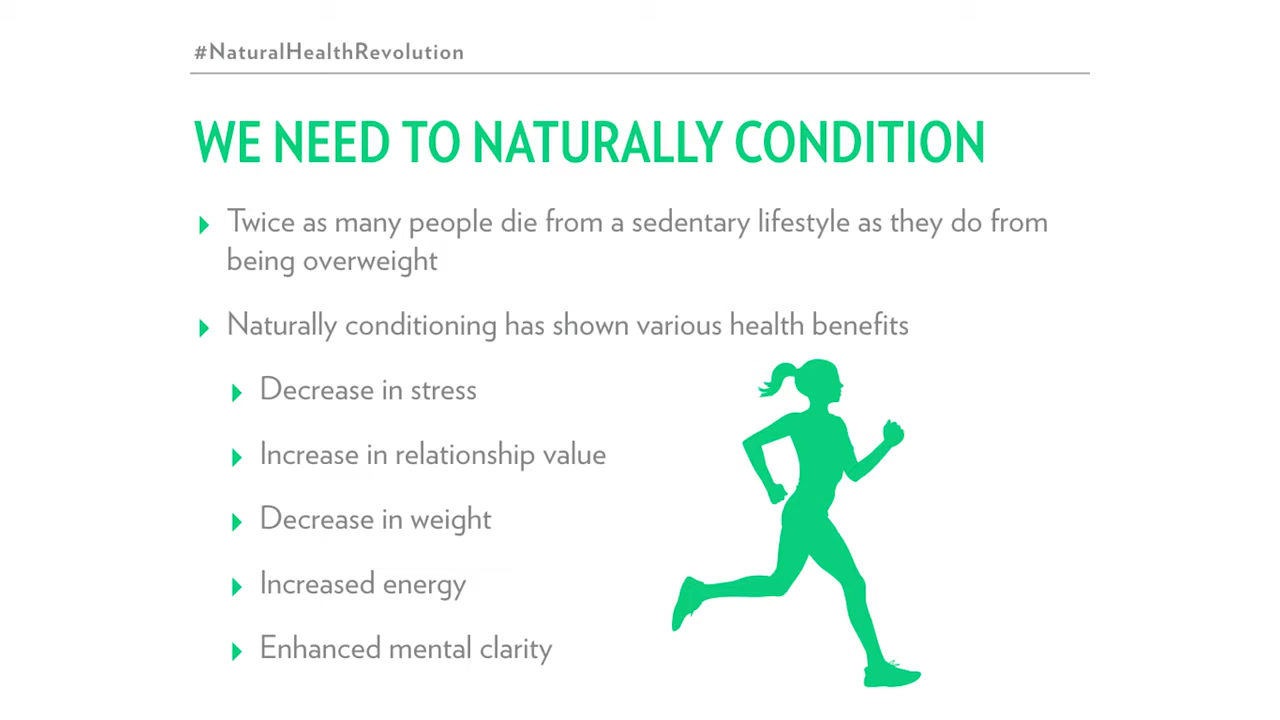 #NaturalHealthRevolution
WE NEED TO NATURALLY CONDITION
Twice as many people die from a sedentary lifestyle as they do from
being overweight
Naturally conditioning has shown various health benefits
Decrease in stress
Increase in relationship value
Decrease in weight
Increased energy
Enhanced mental clarity